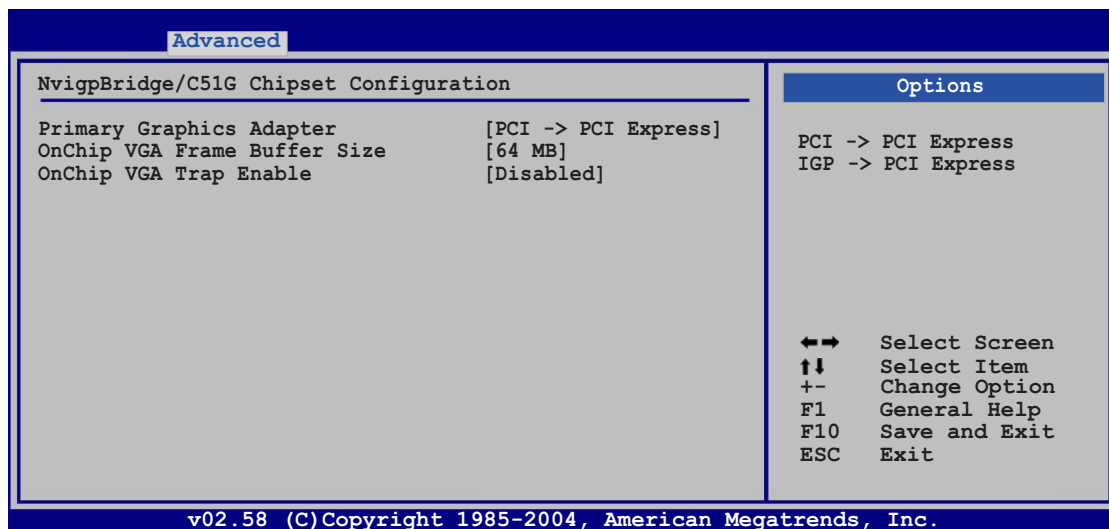 Advanced
NvigpBridge/C51G Chipset Configuration
Primary Graphics Adapter [PCI -> PCI Express]
OnChip VGA Frame Buffer Size [64 MB]
OnChip VGA Trap Enable [Disabled]
Options
PCI -> PCI Express
IGP -> PCI Express
←→ Select Screen
↑↓ Select Item
+- Change Option
F1 General Help
F10 Save and Exit
ESC Exit
v02.58 (C)Copyright 1985-2004, American Megatrends, Inc.